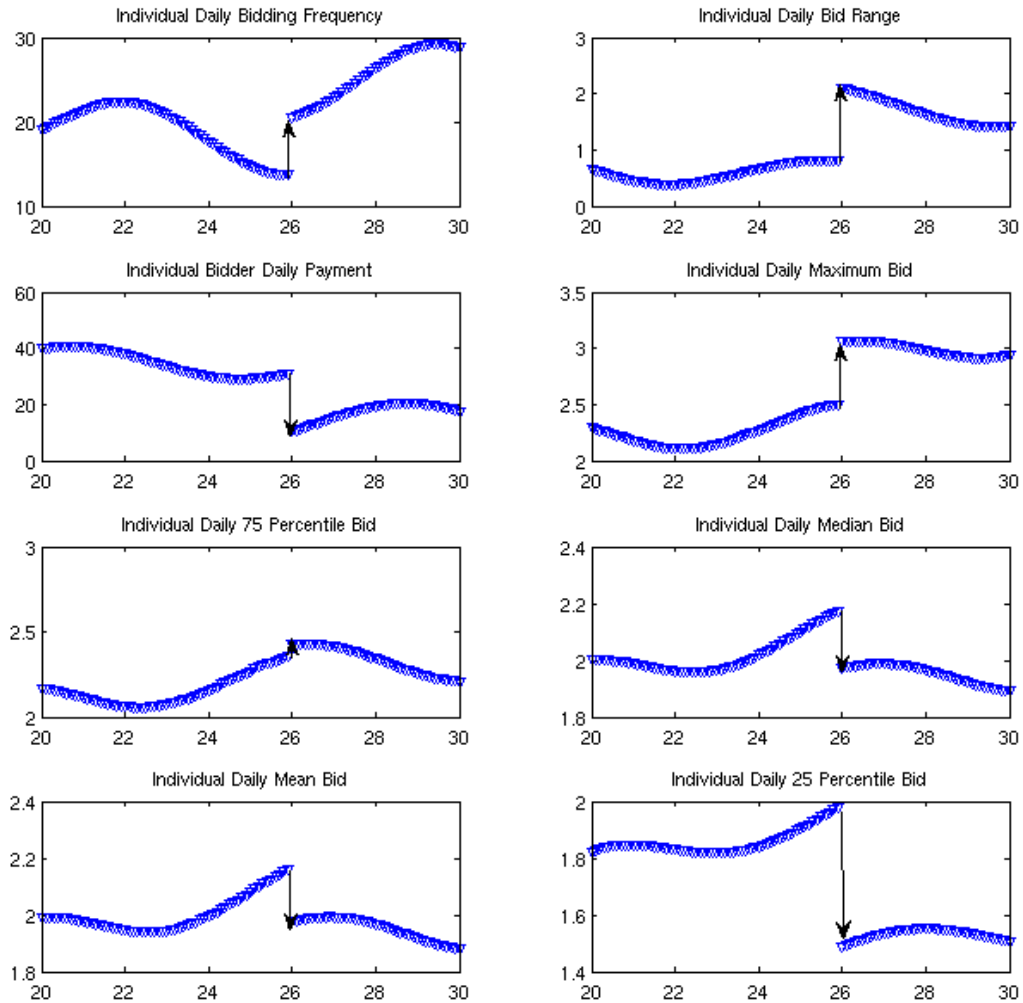 Individual Daily Bidding Frequency
30
20
10
20 22 24 26 28 30
Individual Daily Bid Range
3
2
1
0
20 22 24 26 28 30
Individual Bidder Daily Payment
60
40
20
0
20 22 24 26 28 30
Individual Daily Maximum Bid
3.5
3
2.5
2
20 22 24 26 28 30
Individual Daily 75 Percentile Bid
3
2.5
2
20 22 24 26 28 30
Individual Daily Median Bid
2.4
2.2
2
1.8
20 22 24 26 28 30
Individual Daily Mean Bid
2.4
2.2
2
1.8
20 22 24 26 28 30
Individual Daily 25 Percentile Bid
2
1.8
1.6
1.4
20 22 24 26 28 30